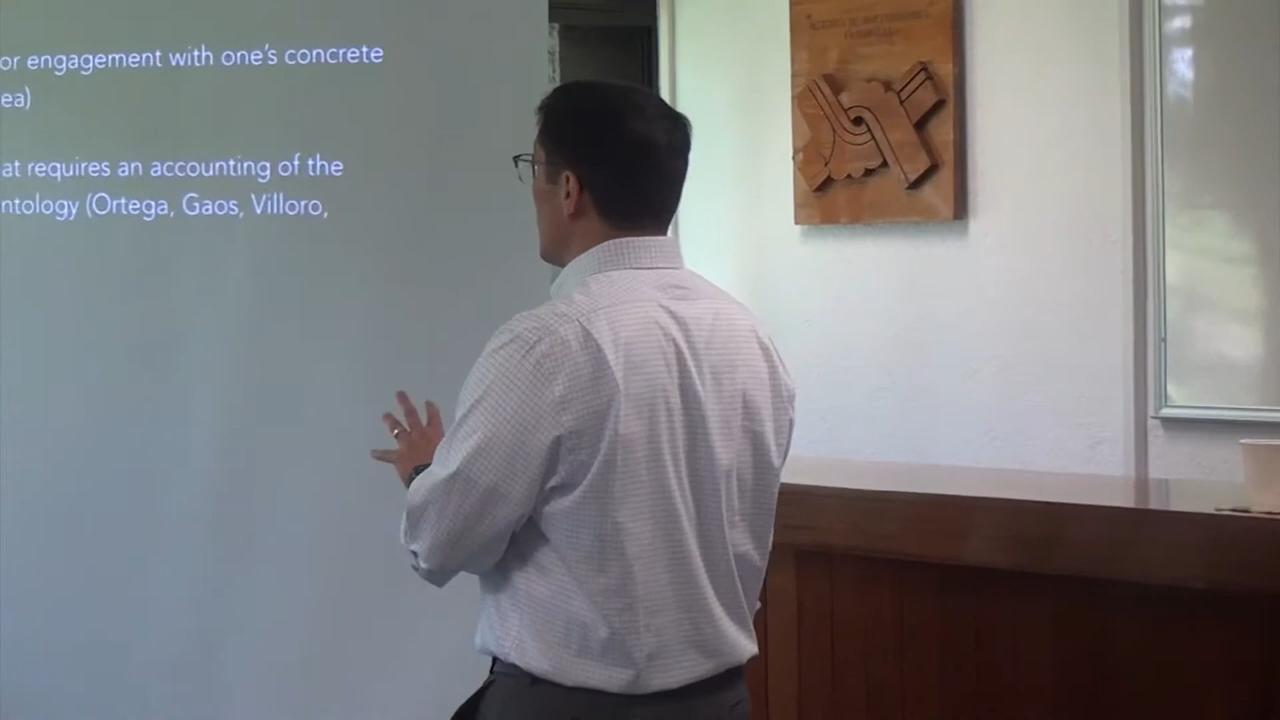 or engagement with one's concrete
ea)
at requires an accounting of the
ntology (Ortega, Gaos, Villoro,